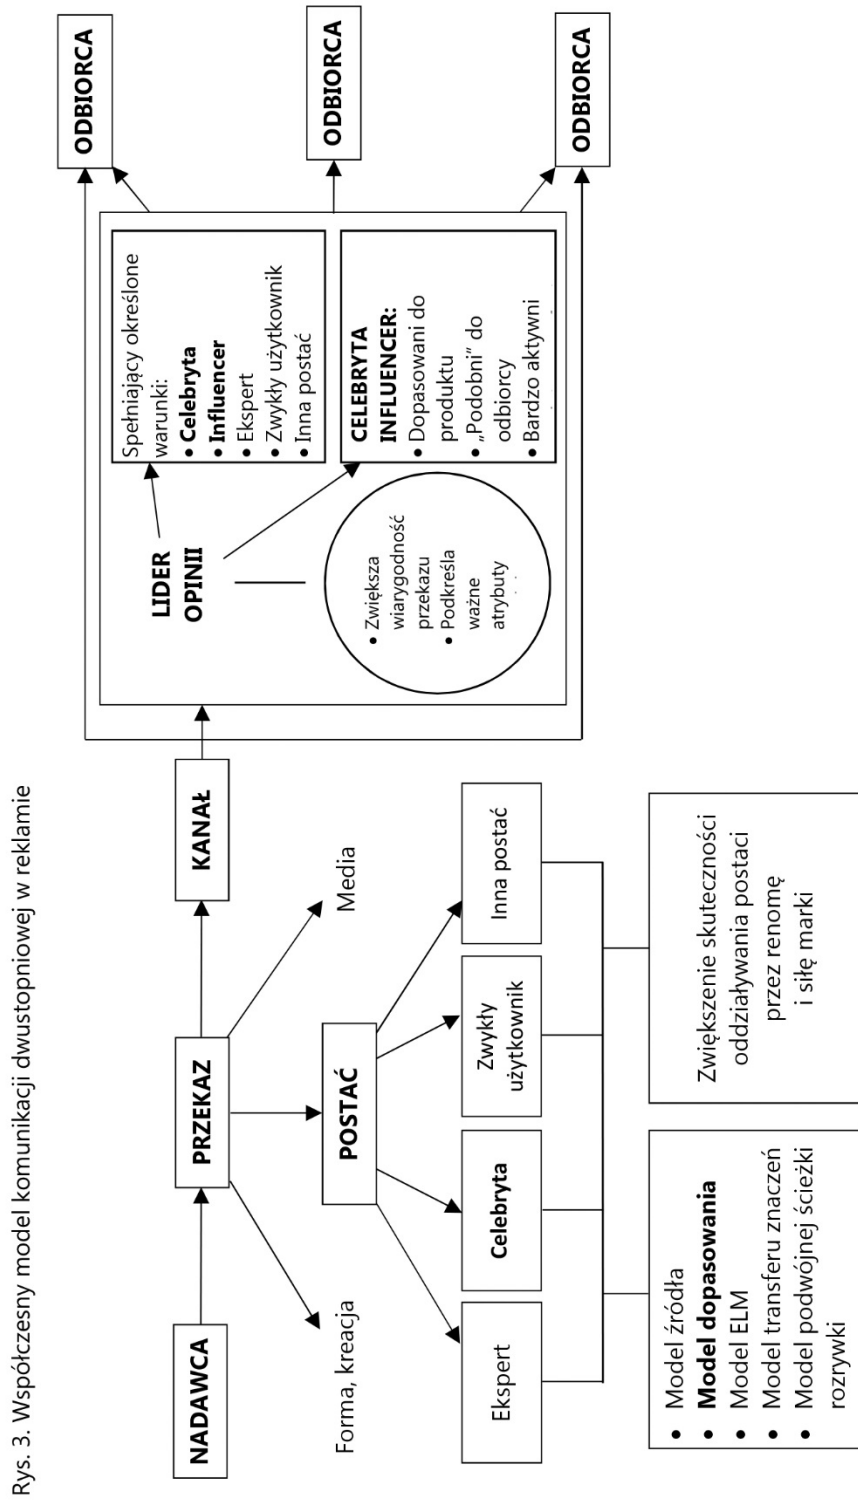 Rys. 3. Współczesny model komunikacji dwustopniowej w reklamie
NADAWCA
PRZEKAZ
KANAŁ
Forma, kreacja
Media
POSTAĆ
Ekspert
Celebryta
Zwykły
użytkownik
Inna postać
• Model źródła
• Model dopasowania
• Model ELM
• Model transferu znaczeń
• Model podwójnej ścieżki
rozrywki
Zwiększenie skuteczności
oddziaływania postaci
przez renomę
i siłę marki
LIDER
OPINII
• Zwiększa
wiarygodność
przekazu
• Podkreśla
ważne
atrybuty
Spełniający określone
warunki:
• Celebryta
• Influencer
• Ekspert
• Zwykły użytkownik
• Inna postać
CELEBRYTA
INFLUENCER:
• Dopasowani do
produktu
• „Podobni” do
odbiorcy
• Bardzo aktywni
ODBIORCA
ODBIORCA
ODBIORCA